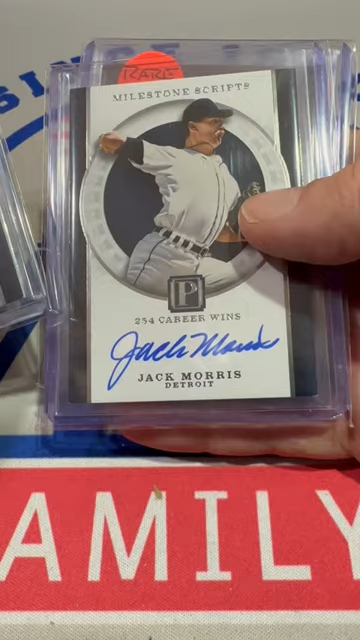 RARE
MILESTONE SCRIPTS
P
254 CAREER WINS
Jack Morris
JACK MORRIS
DETROIT
AMILY